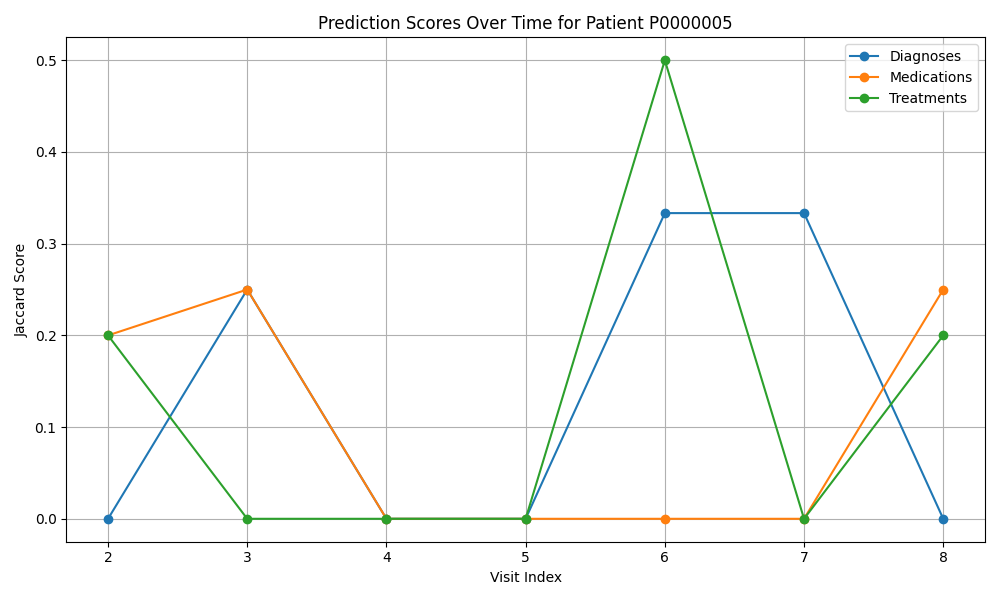 Prediction Scores Over Time for Patient P0000005
Diagnoses
Medications
Treatments
Jaccard Score
0.5
0.4
0.3
0.2
0.1
0.0
2 3 4 5 6 7 8
Visit Index